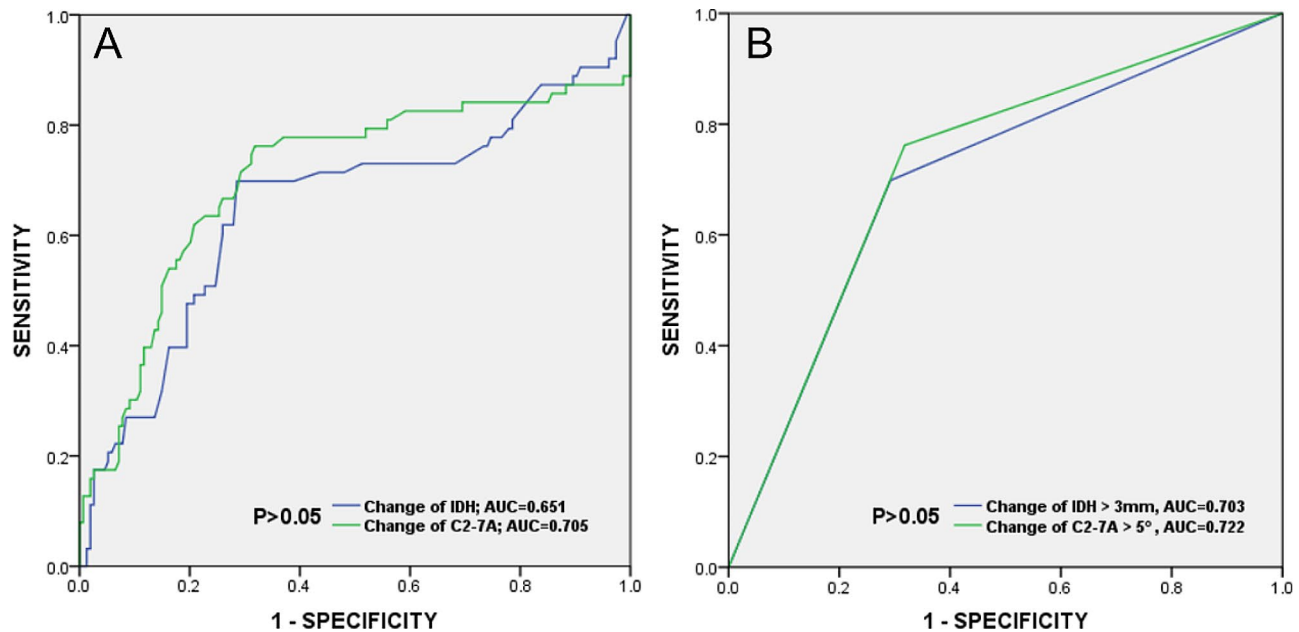 A
1.0
0.8
0.6
0.4
0.2
0.0
SENSITIVITY
P>0.05
Change of IDH; AUC=0.651
Change of C2-7A; AUC=0.705
0.0 0.2 0.4 0.6 0.8 1.0
1 - SPECIFICITY
B
1.0
0.8
0.6
0.4
0.2
0.0
SENSITIVITY
P>0.05
Change of IDH > 3mm, AUC=0.703
Change of C2-7A > 5°, AUC=0.722
0.0 0.2 0.4 0.6 0.8 1.0
1 - SPECIFICITY